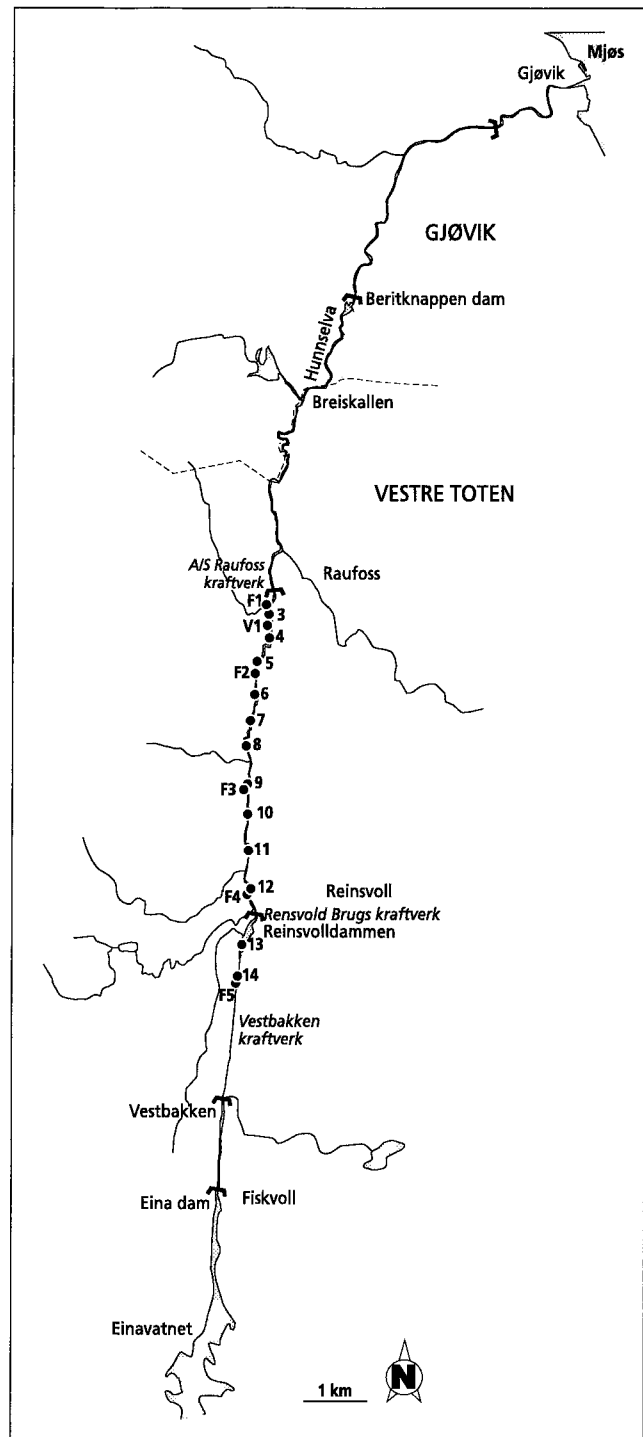 Mjøs
Gjøvik
GJØVIK
Beritknappen dam
Hunnselva
Breiskallen
VESTRE TOTEN
A/S Raufoss
kraftverk
Raufoss
F1
3
V1
4
5
F2
6
7
8
9
F3
10
11
12
F4
Reinsvoll
Rensvold Brugs kraftverk
Reinsvolldammen
13
14
F5
Vestbakken
kraftverk
Vestbakken
Eina dam
Fiskvoll
Einavatnet
1 km
N